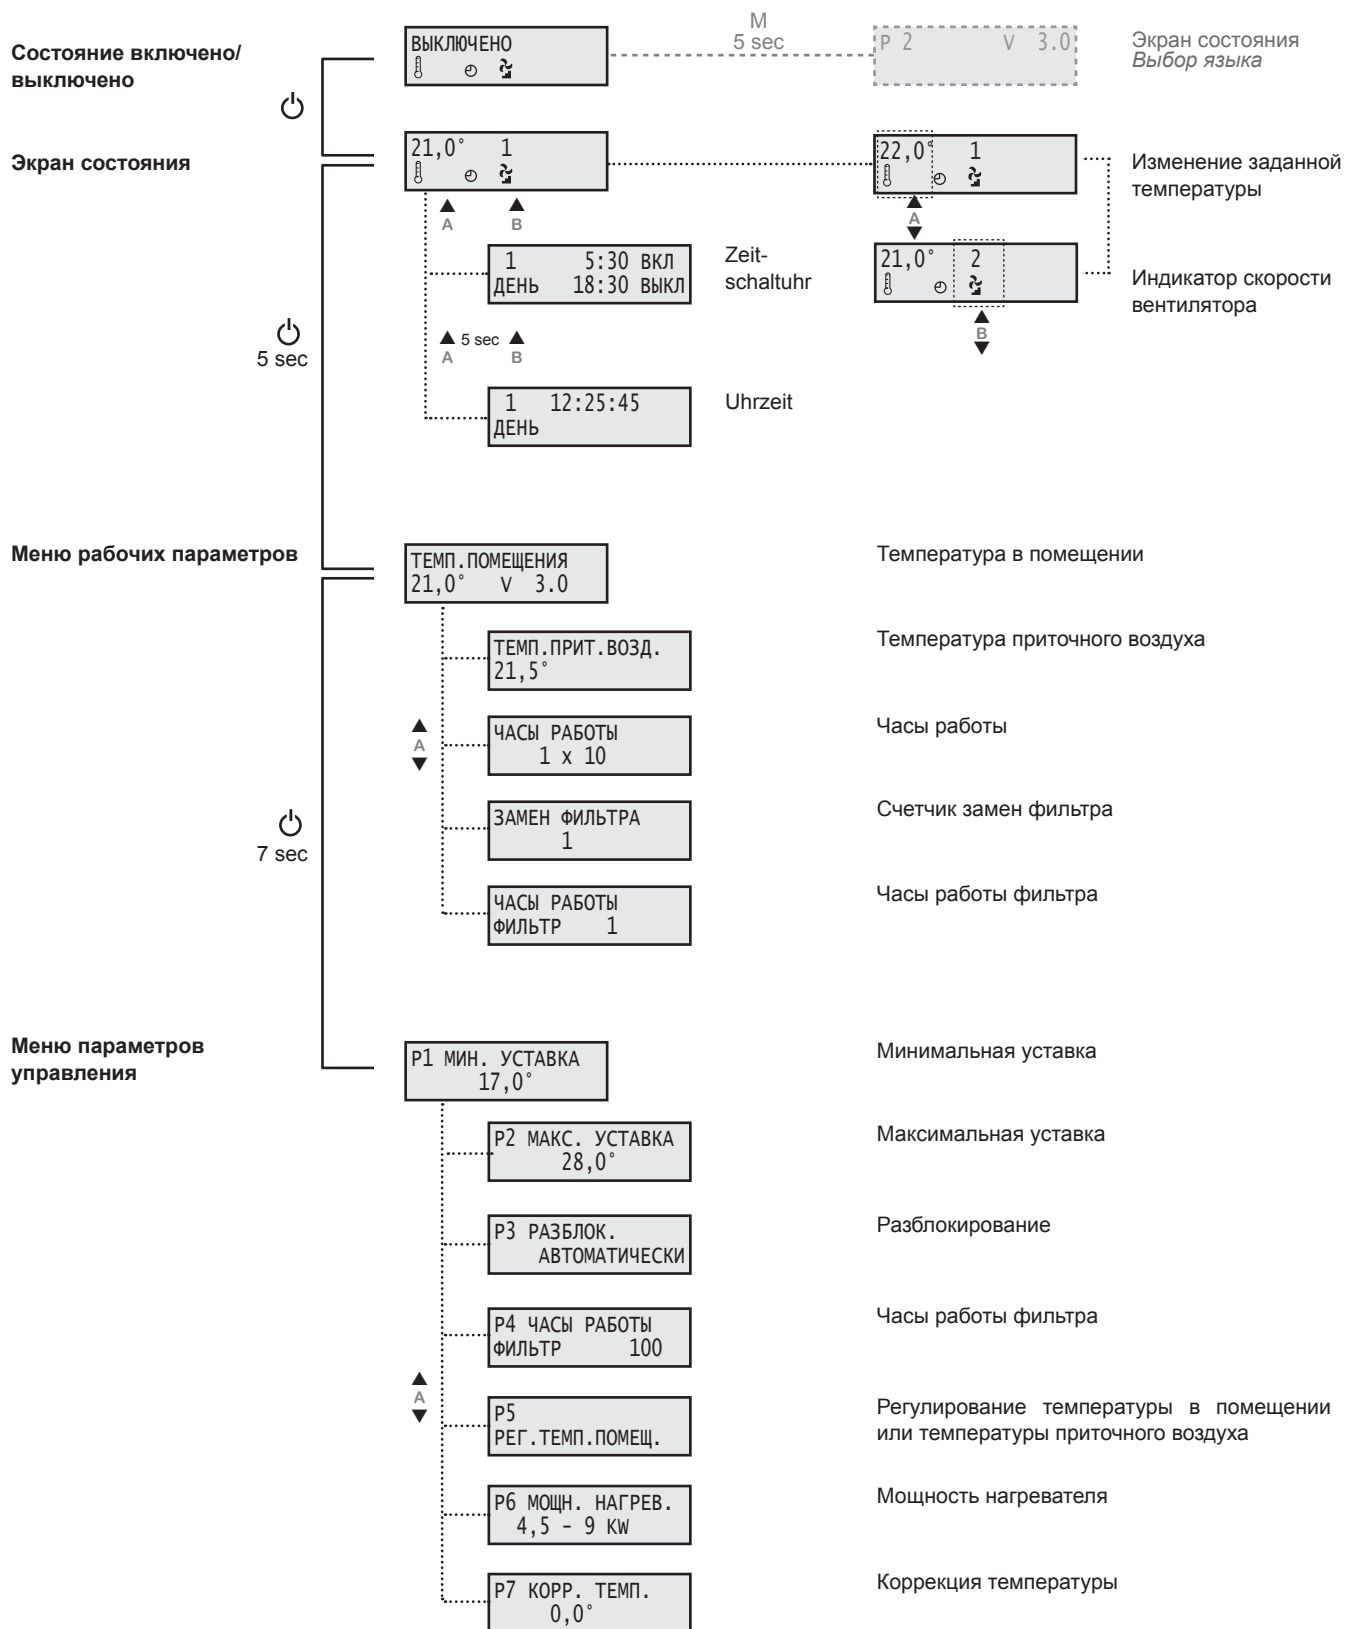 Состояние включено/
выключено
ВЫКЛЮЧЕНО
M
5 sec
P 2 V 3.0
Экран состояния
Выбор языка
Экран состояния
21,0° 1
A B
22,0° 1
A
Изменение заданной
температуры
1 5:30 ВКЛ
ДЕНЬ 18:30 ВЫКЛ
Zeit-
schaltuhr
21,0° 2
B
Индикатор скорости
вентилятора
5 sec
A 5 sec B
1 12:25:45
ДЕНЬ
Uhrzeit
Меню рабочих параметров
ТЕМП.ПОМЕЩЕНИЯ
21,0° V 3.0
Температура в помещении
ТЕМП.ПРИТ.ВОЗД.
21,5°
Температура приточного воздуха
A
ЧАСЫ РАБОТЫ
1 x 10
Часы работы
7 sec
ЗАМЕН ФИЛЬТРА
1
Счетчик замен фильтра
ЧАСЫ РАБОТЫ
ФИЛЬТР 1
Часы работы фильтра
Меню параметров
управления
P1 МИН. УСТАВКА
17,0°
Минимальная уставка
P2 МАКС. УСТАВКА
28,0°
Максимальная уставка
P3 РАЗБЛОК.
АВТОМАТИЧЕСКИ
Разблокирование
P4 ЧАСЫ РАБОТЫ
ФИЛЬТР 100
Часы работы фильтра
A
P5
РЕГ.ТЕМП.ПОМЕЩ.
Регулирование температуры в помещении
или температуры приточного воздуха
P6 МОЩН. НАГРЕВ.
4,5 - 9 KW
Мощность нагревателя
P7 КОРР. ТЕМП.
0,0°
Коррекция температуры